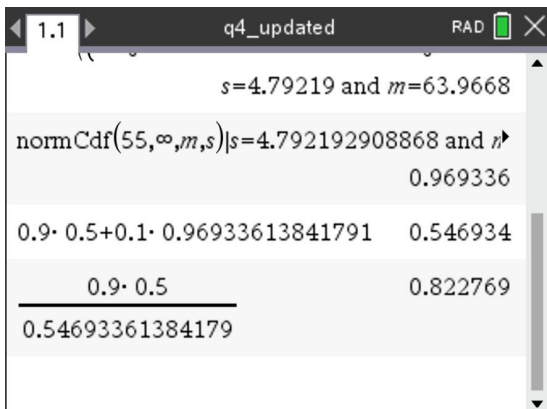 1.1 q4_updated RAD
s=4.79219 and m=63.9668
normCdf(55,∞,m,s)|s=4.792192908868 and
0.969336
0.9· 0.5+0.1· 0.96933613841791 0.546934
0.9· 0.5 0.822769
0.54693361384179